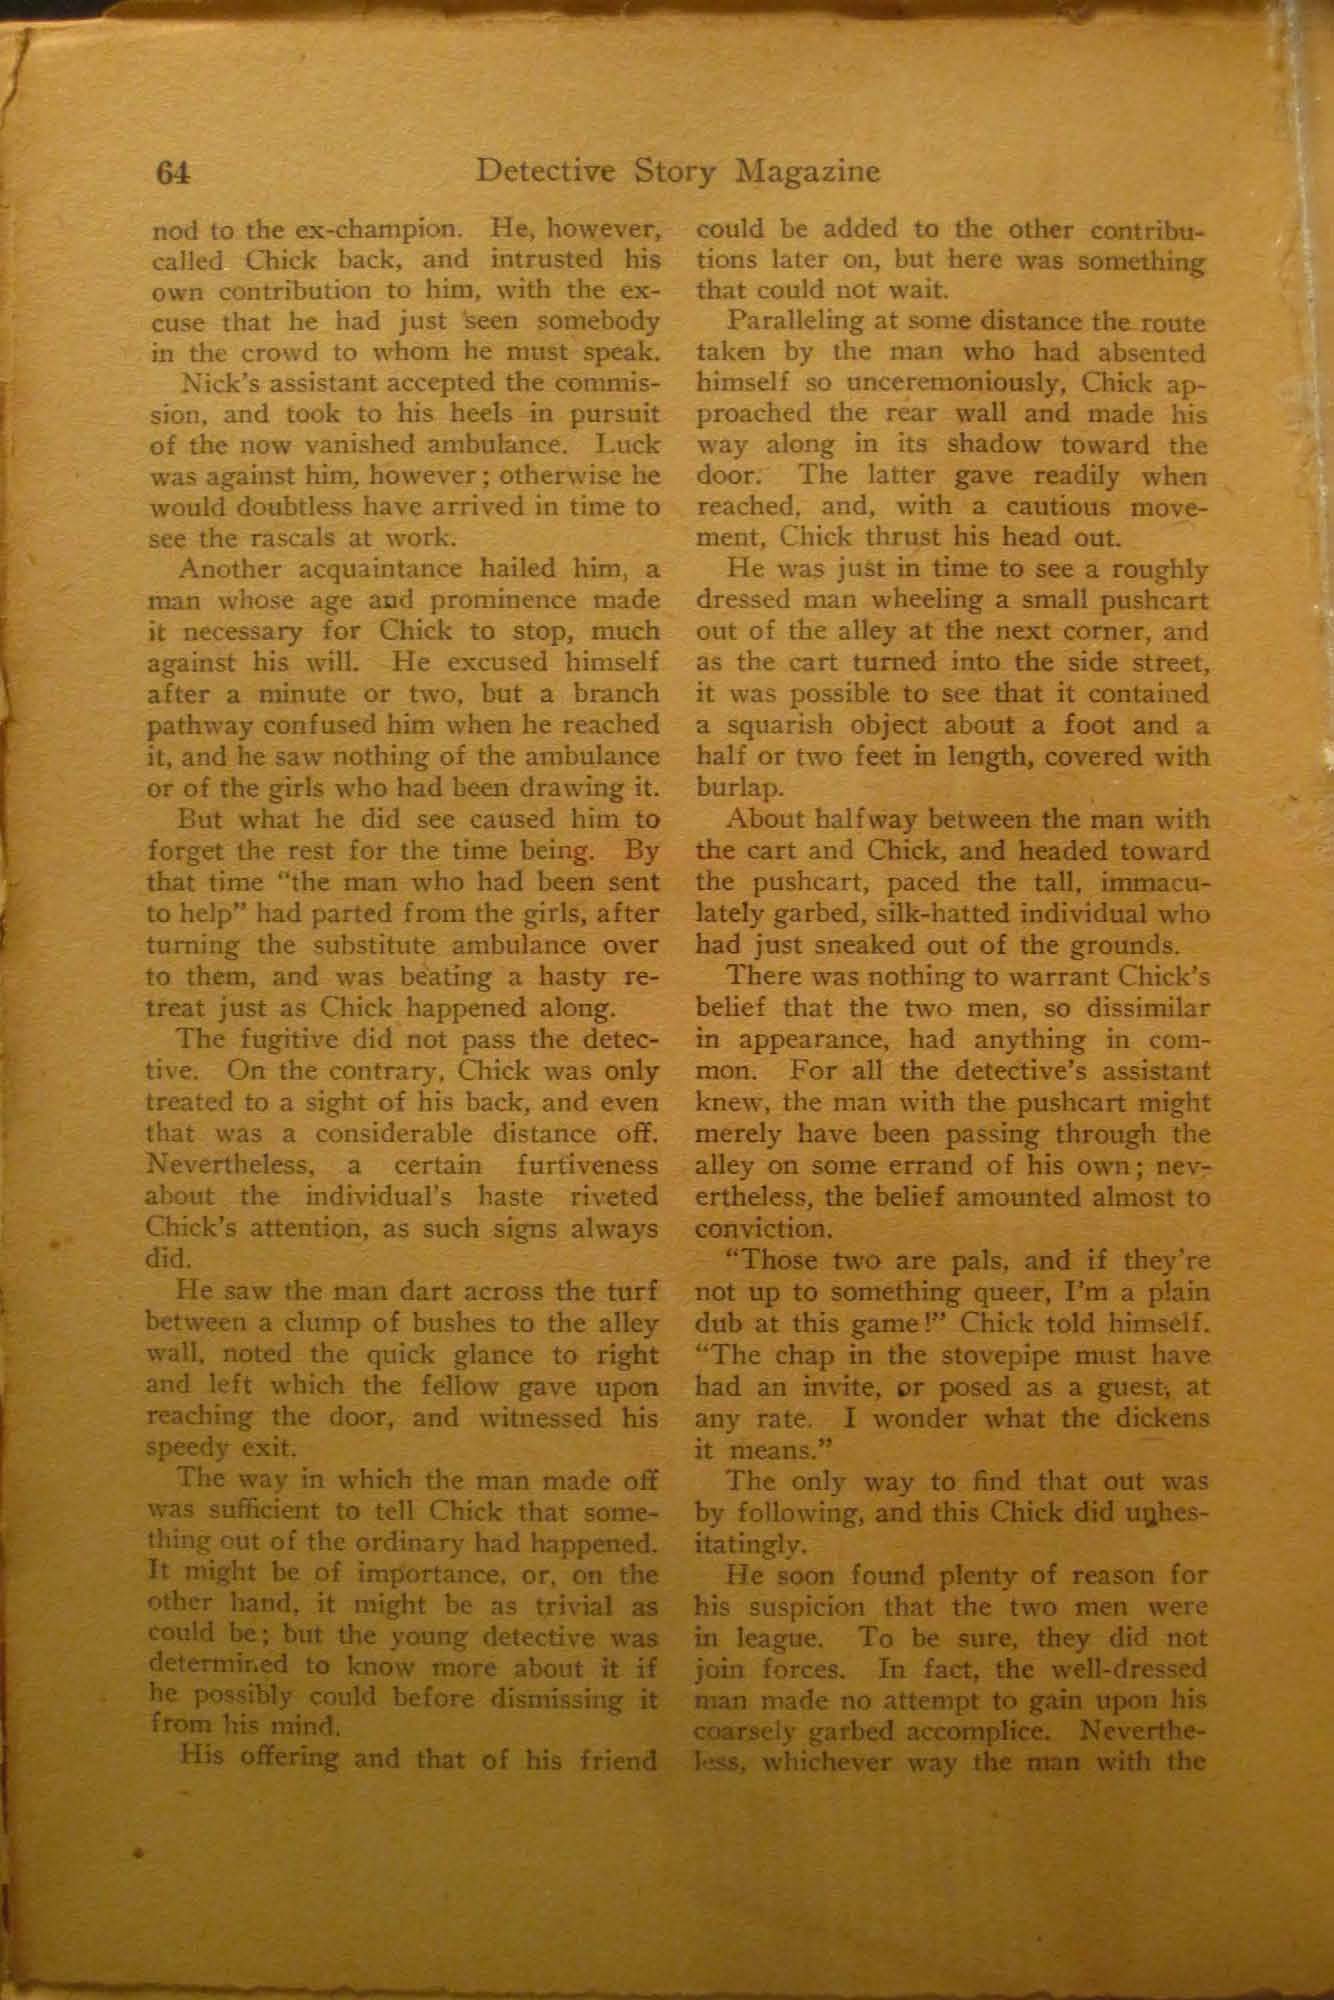 64 Detective Story Magazine
nod to the ex-champion. He, however,
called Chick back, and intrusted his
own contribution to him, with the ex-
cuse that he had just seen somebody
in the crowd to whom he must speak.
Nick's assistant accepted the commis-
sion, and took to his heels in pursuit
of the now vanished ambulance. Luck
was against him, however; otherwise he
would doubtless have arrived in time to
see the rascals at work.
Another acquaintance hailed him, a
man whose age and prominence made
it necessary for Chick to stop, much
against his will. He excused himself
after a minute or two, but a branch
pathway confused him when he reached
it, and he saw nothing of the ambulance
or of the girls who had been drawing it.
But what he did see caused him to
forget the rest for the time being. By
that time "the man who had been sent
to help" had parted from the girls, after
turning the substitute ambulance over
to them, and was beating a hasty re-
treat just as Chick happened along.
The fugitive did not pass the detec-
tive. On the contrary, Chick was only
treated to a sight of his back, and even
that was a considerable distance off.
Nevertheless, a certain furtiveness
about the individual's haste riveted
Chick's attention, as such signs always
did.
He saw the man dart across the turf
between a clump of bushes to the alley
wall, noted the quick glance to right
and left which the fellow gave upon
reaching the door, and witnessed his
speedy exit.
The way in which the man made off
was sufficient to tell Chick that some-
thing out of the ordinary had happened.
It might be of importance, or, on the
other hand, it might be as trivial as
could be; but the young detective was
determined to know more about it if
he possibly could before dismissing it
from his mind.
His offering and that of his friend
could be added to the other contribu-
tions later on, but here was something
that could not wait.
Paralleling at some distance the route
taken by the man who had absented
himself so unceremoniously, Chick ap-
proached the rear wall and made his
way along in its shadow toward the
door. The latter gave readily when
reached, and, with a cautious move-
ment, Chick thrust his head out.
He was just in time to see a roughly
dressed man wheeling a small pushcart
out of the alley at the next corner, and
as the cart turned into the side street,
it was possible to see that it contained
a squarish object about a foot and a
half or two feet in length, covered with
burlap.
About halfway between the man with
the cart and Chick, and headed toward
the pushcart, paced the tall, immacu-
lately garbed, silk-hatted individual who
had just sneaked out of the grounds.
There was nothing to warrant Chick's
belief that the two men, so dissimilar
in appearance, had anything in com-
mon. For all the detective's assistant
knew, the man with the pushcart might
merely have been passing through the
alley on some errand of his own; nev-
ertheless, the belief amounted almost to
conviction.
"Those two are pals, and if they're
not up to something queer, I'm a plain
dub at this game!" Chick told himself.
"The chap in the stovepipe must have
had an invite, or posed as a guest, at
any rate. I wonder what the dickens
it means."
The only way to find that out was
by following, and this Chick did unhes-
itatingly.
He soon found plenty of reason for
his suspicion that the two men were
in league. To be sure, they did not
join forces. In fact, the well-dressed
man made no attempt to gain upon his
coarsely garbed accomplice. Neverthe-
less, whichever way the man with the